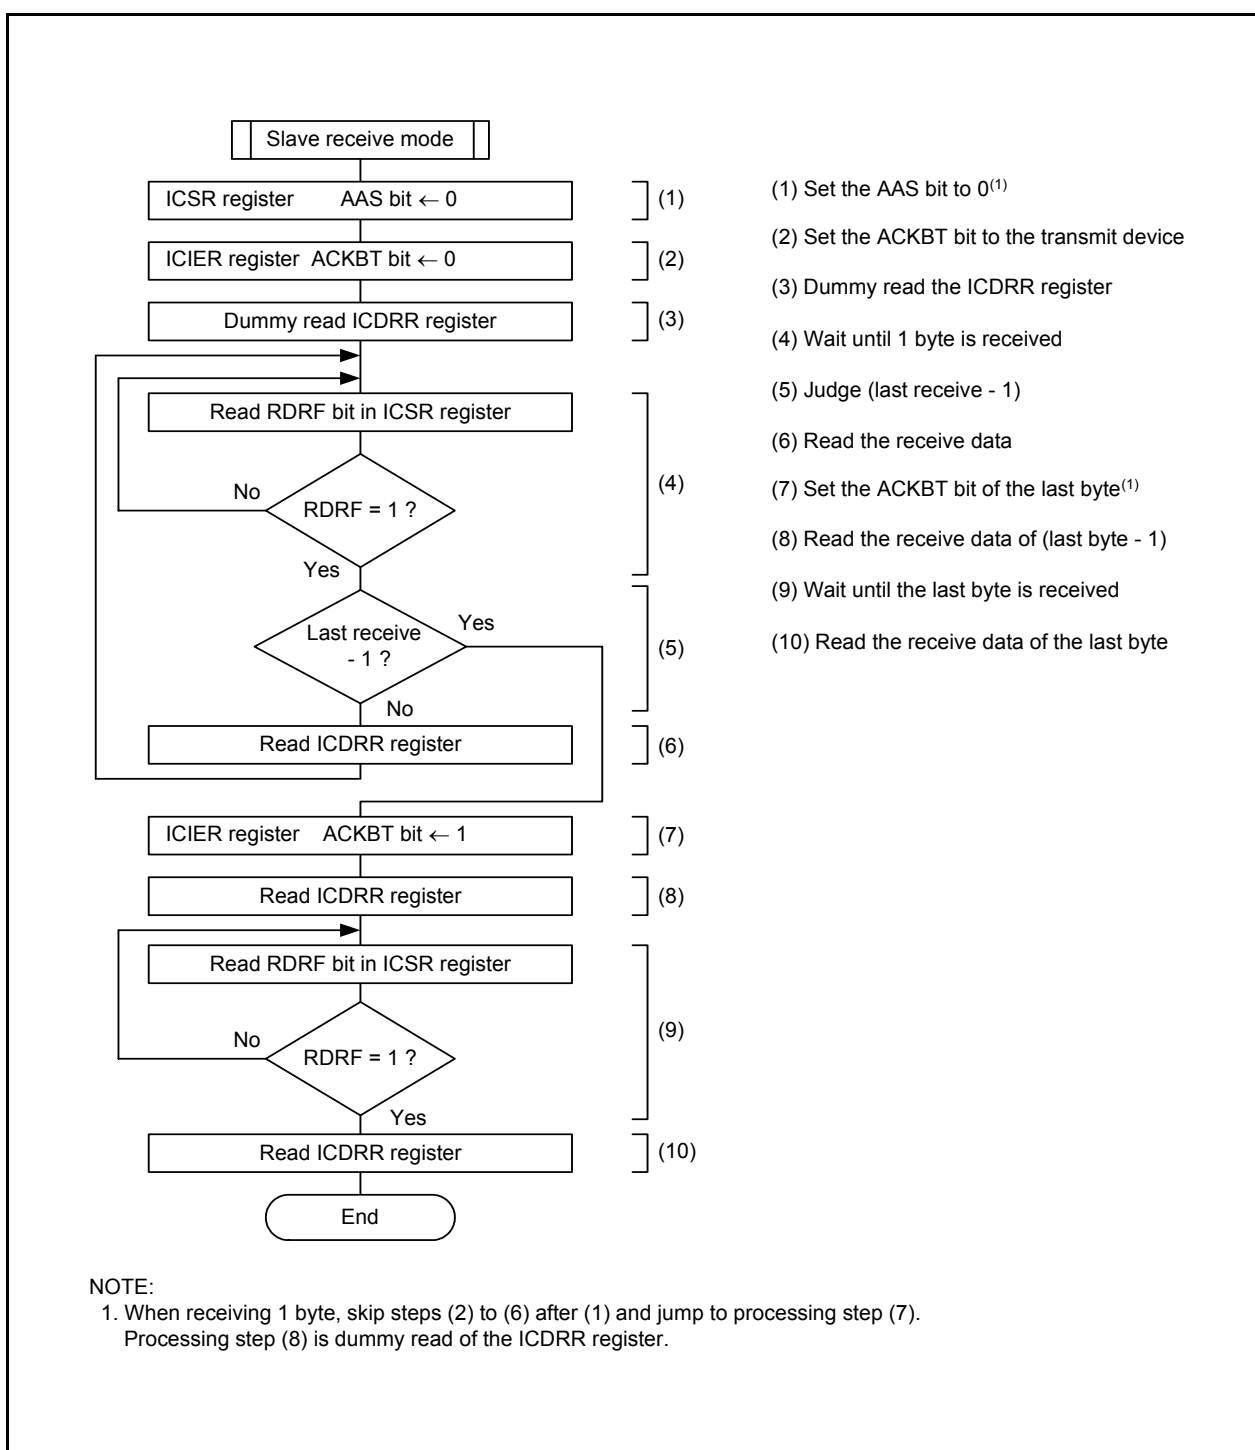 Slave receive mode
ICSR register AAS bit ← 0
(1)
ICIER register ACKBT bit ← 0
(2)
Dummy read ICDRR register
(3)
Read RDRF bit in ICSR register
No
RDRF = 1 ?
(4)
Yes
Last receive
- 1 ?
Yes
(5)
No
Read ICDRR register
(6)
ICIER register ACKBT bit ← 1
(7)
Read ICDRR register
(8)
Read RDRF bit in ICSR register
No
RDRF = 1 ?
(9)
Yes
Read ICDRR register
(10)
End
(1) Set the AAS bit to 0(1)
(2) Set the ACKBT bit to the transmit device
(3) Dummy read the ICDRR register
(4) Wait until 1 byte is received
(5) Judge (last receive - 1)
(6) Read the receive data
(7) Set the ACKBT bit of the last byte(1)
(8) Read the receive data of (last byte - 1)
(9) Wait until the last byte is received
(10) Read the receive data of the last byte
NOTE:
1. When receiving 1 byte, skip steps (2) to (6) after (1) and jump to processing step (7).
Processing step (8) is dummy read of the ICDRR register.